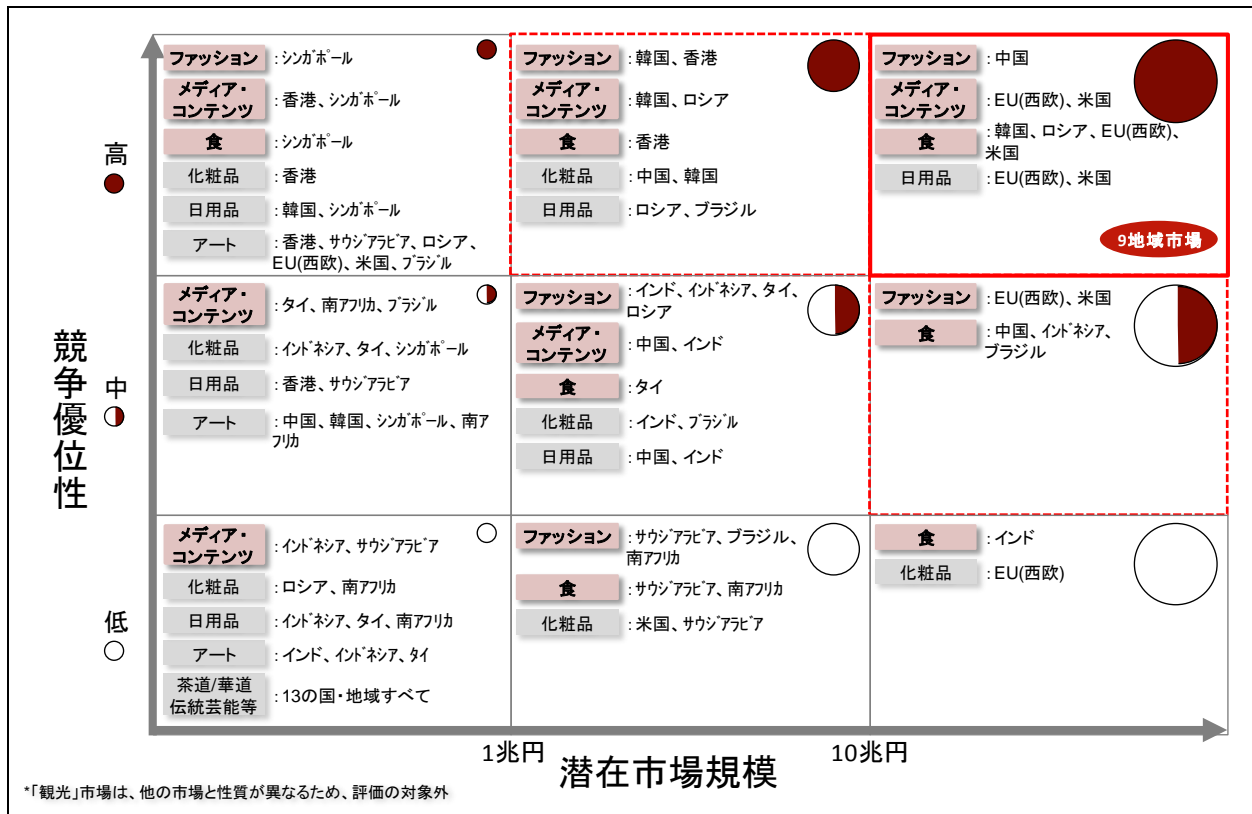 ファッション：シンガポール
メディア・
コンテンツ：香港、シンガポール
食：シンガポール
化粧品：香港
日用品：韓国、シンガポール
アート：香港、サウジアラビア、ロシア、
EU(西欧)、米国、ブラジル
ファッション：韓国、香港
メディア・
コンテンツ：韓国、ロシア
食：香港
化粧品：中国、韓国
日用品：ロシア、ブラジル
ファッション：中国
メディア・
コンテンツ：EU(西欧)、米国
食：韓国、ロシア、EU(西欧)、
米国
日用品：EU(西欧)、米国
9地域市場
高
メディア・
コンテンツ：タイ、南アフリカ、ブラジル
化粧品：インドネシア、タイ、シンガポール
日用品：香港、サウジアラビア
アート：中国、韓国、シンガポール、南ア
フリカ
ファッション：インド、インドネシア、タイ、
ロシア
メディア・
コンテンツ：中国、インド
食：タイ
化粧品：インド、ブラジル
日用品：中国、インド
ファッション：EU(西欧)、米国
食：中国、インドネシア、
ブラジル
競争優位性
中
メディア・
コンテンツ：インドネシア、サウジアラビア
化粧品：ロシア、南アフリカ
日用品：インドネシア、タイ、南アフリカ
アート：インド、インドネシア、タイ
茶道/華道
伝統芸能等：13の国・地域すべて
ファッション：サウジアラビア、ブラジル、
南アフリカ
食：サウジアラビア、南アフリカ
化粧品：米国、サウジアラビア
食：インド
化粧品：EU(西欧)
低
1兆円
潜在市場規模
10兆円
*「観光」市場は、他の市場と性質が異なるため、評価の対象外